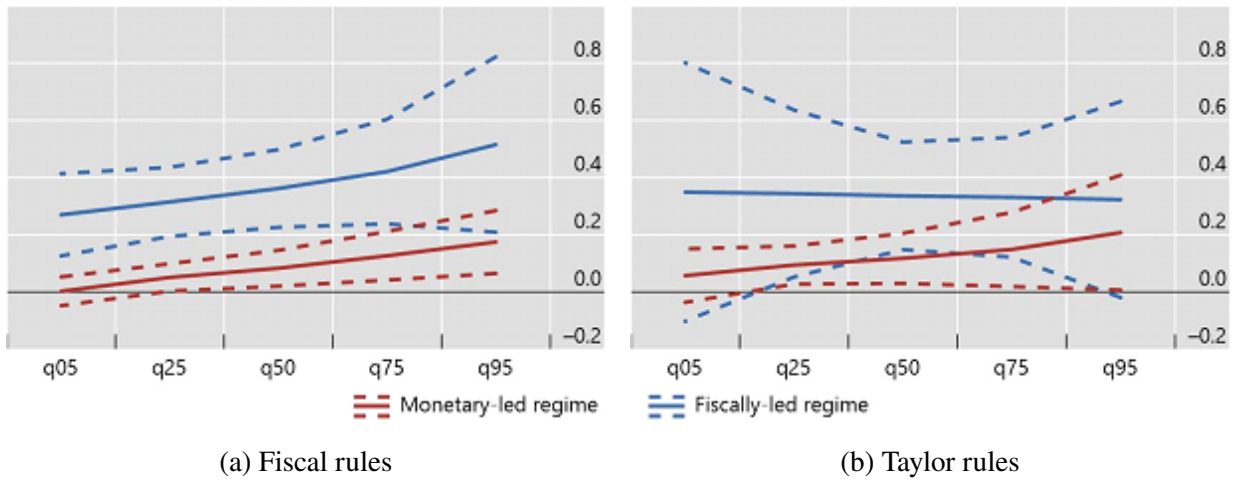 0.8 0.8
0.6 0.6
0.4 0.4
0.2 0.2
0.0 0.0
–0.2 –0.2
q05 q25 q50 q75 q95 q05 q25 q50 q75 q95
Monetary-led regime Fiscally-led regime
(a) Fiscal rules (b) Taylor rules